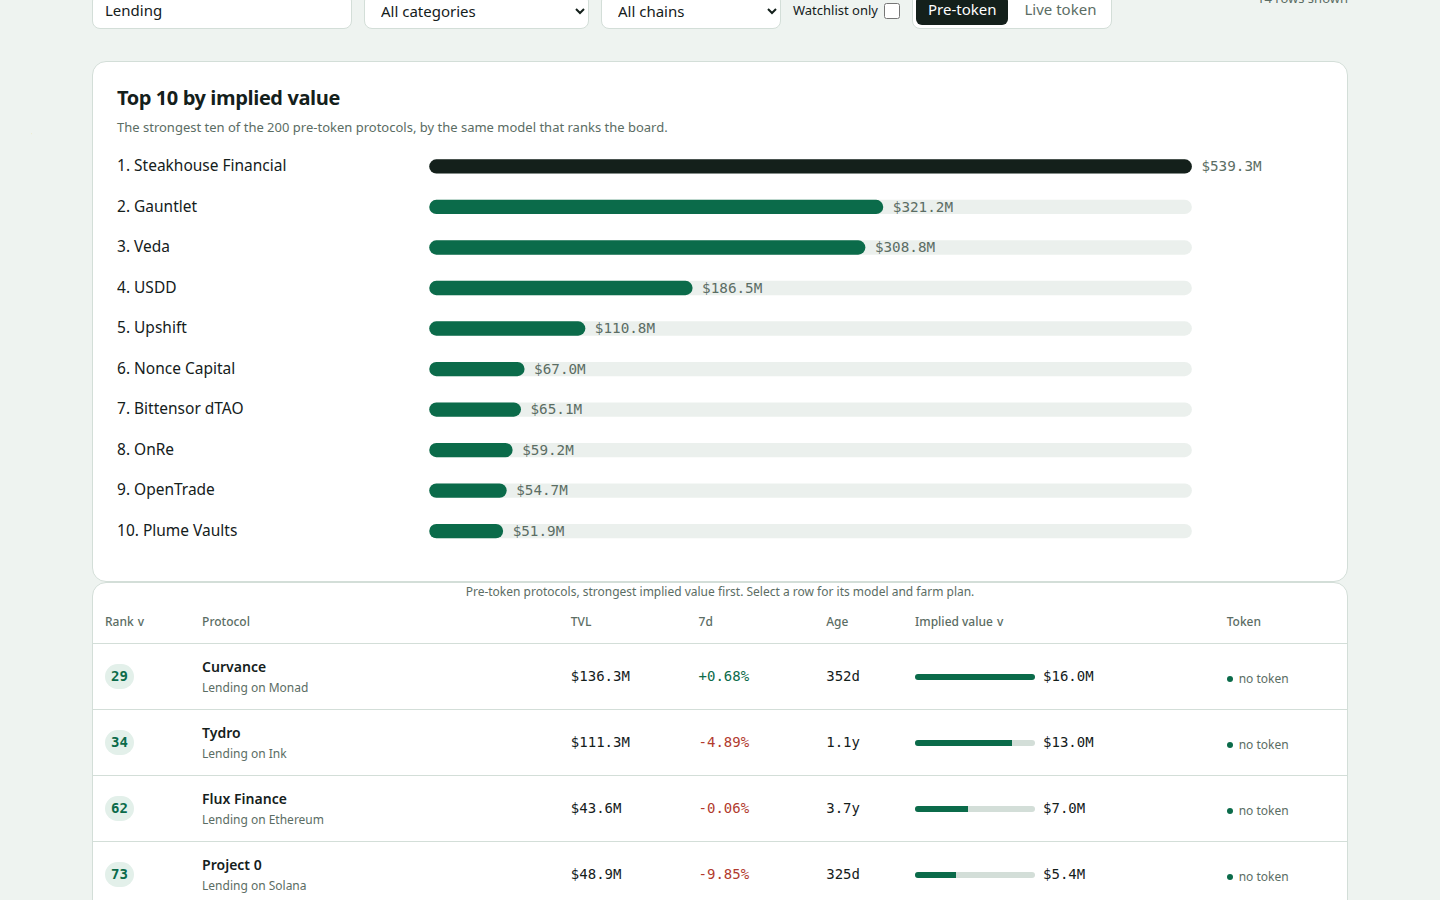 Lending
All categories
All chains
Watchlist only
Pre-token
Live token
14 rows shown
Top 10 by implied value
The strongest ten of the 200 pre-token protocols, by the same model that ranks the board.
1. Steakhouse Financial $539.3M
2. Gauntlet $321.2M
3. Veda $308.8M
4. USDD $186.5M
5. Upshift $110.8M
6. Nonce Capital $67.0M
7. Bittensor dTAO $65.1M
8. OnRe $59.2M
9. OpenTrade $54.7M
10. Plume Vaults $51.9M
Pre-token protocols, strongest implied value first. Select a row for its model and farm plan.
Rank v Protocol TVL 7d Age Implied value v Token
29 Curvance $136.3M +0.68% 352d $16.0M no token
Lending on Monad
34 Tydro $111.3M -4.89% 1.1y $13.0M no token
Lending on Ink
62 Flux Finance $43.6M -0.06% 3.7y $7.0M no token
Lending on Ethereum
73 Project 0 $48.9M -9.85% 325d $5.4M no token
Lending on Solana